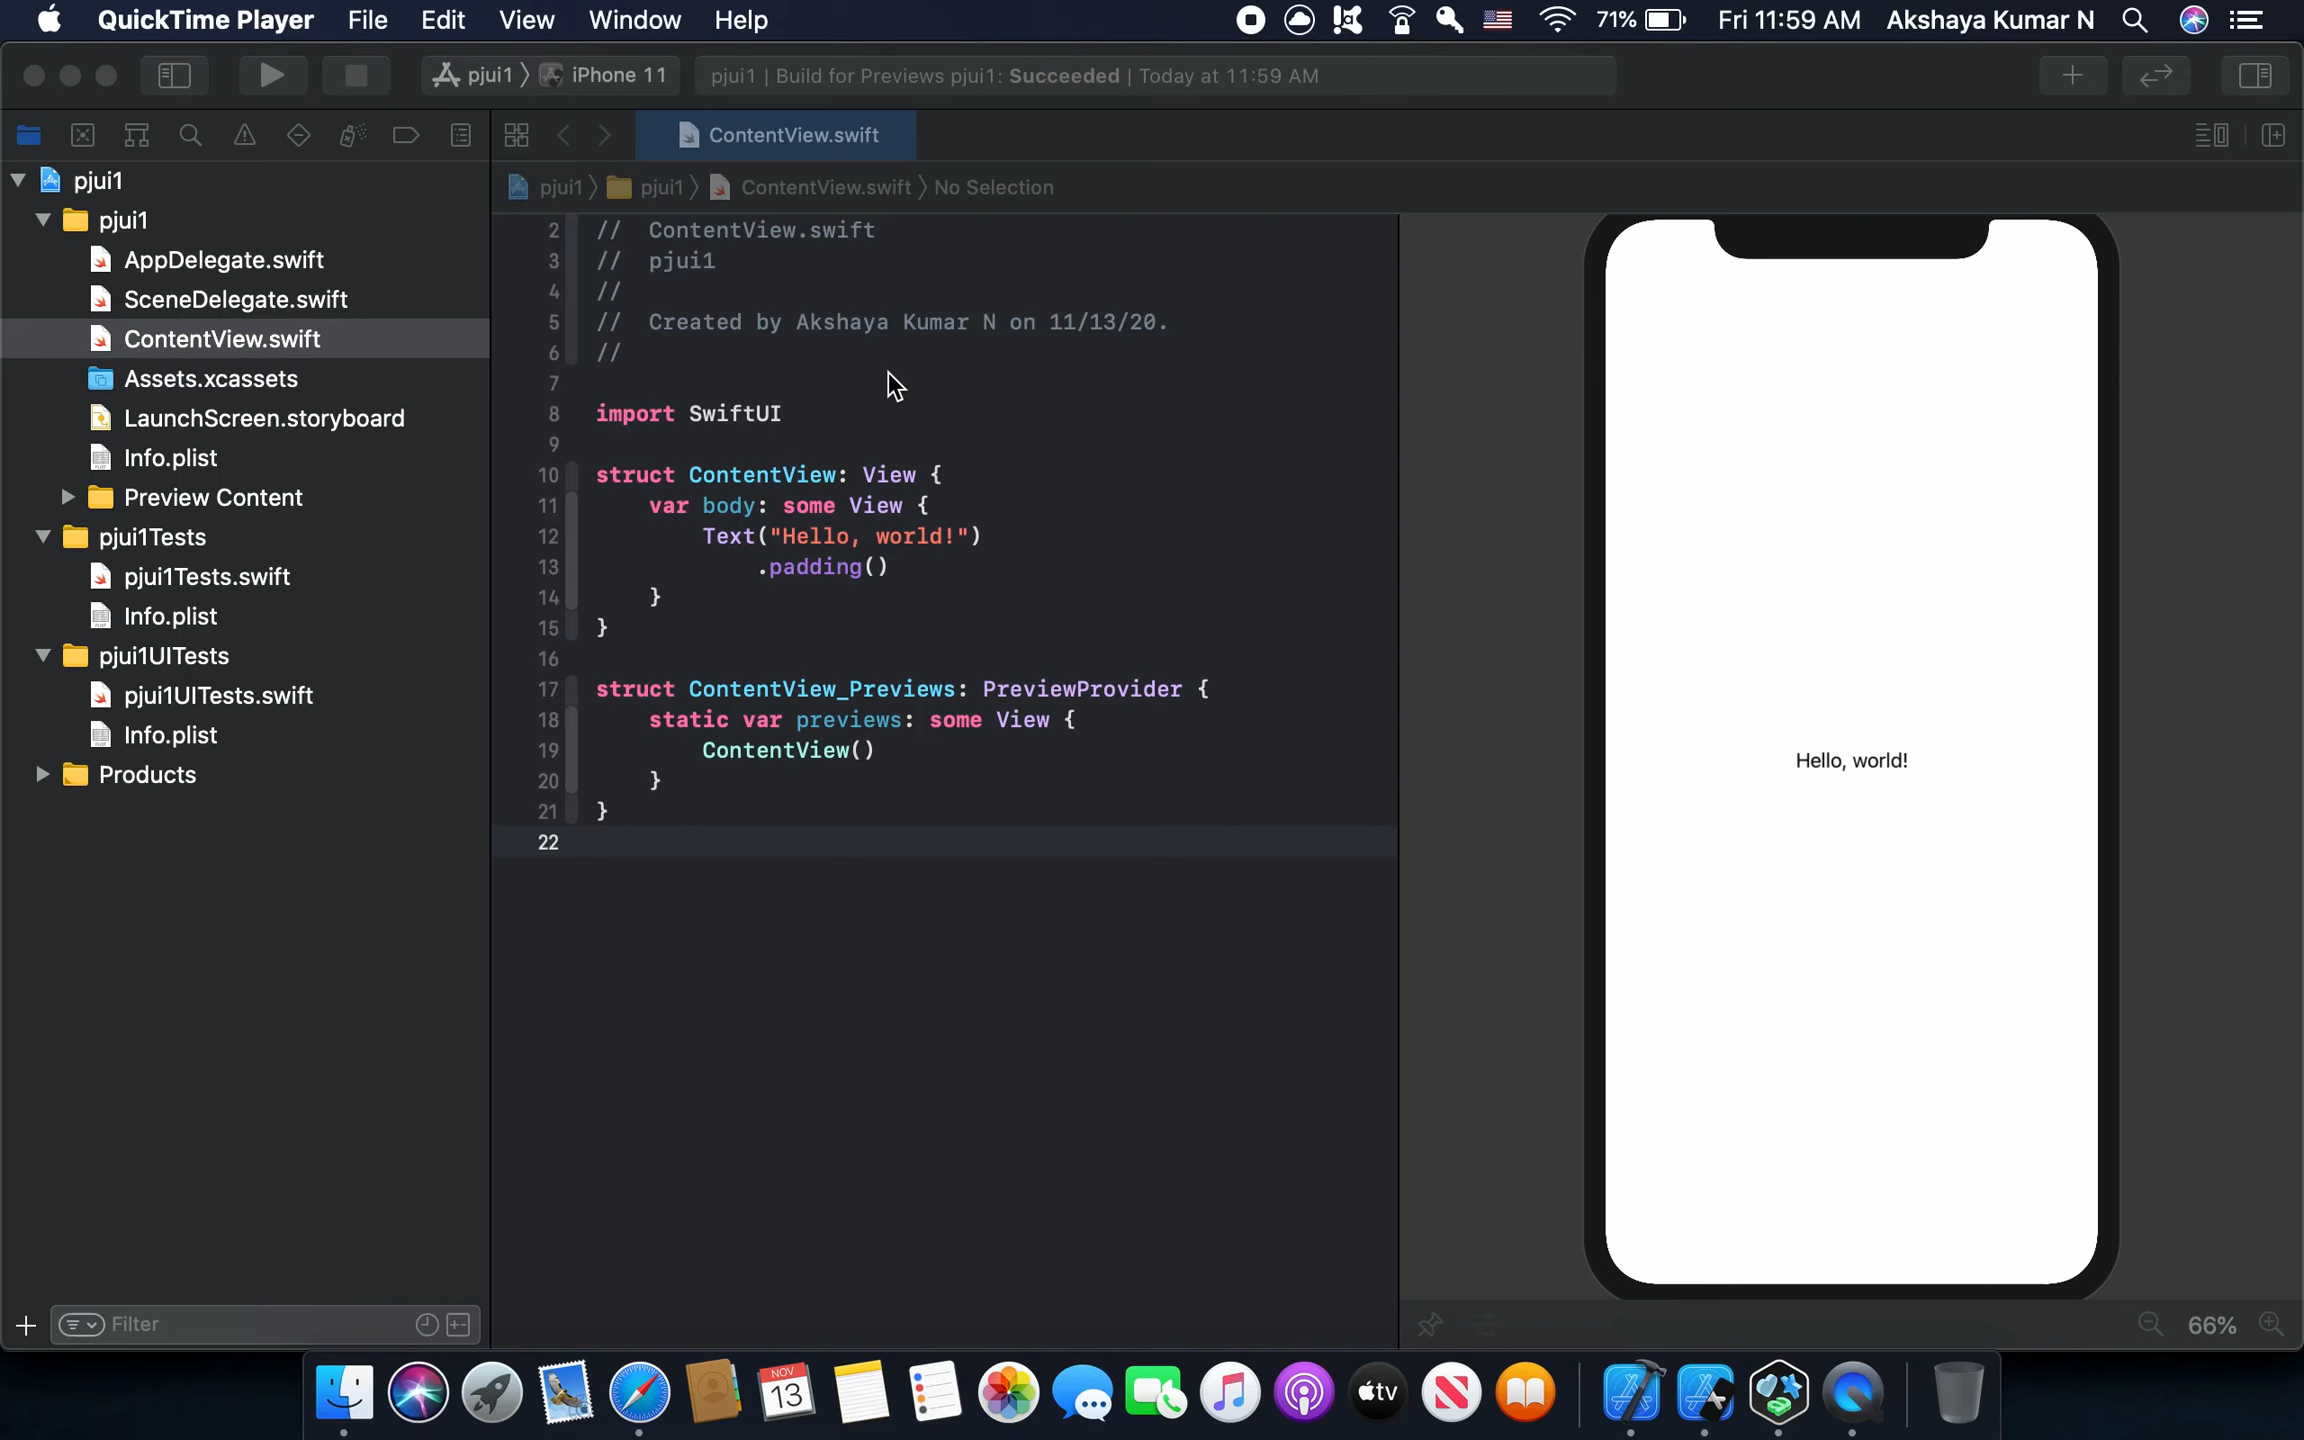 QuickTime Player File Edit View Window Help 71% Fri 11:59 AM Akshaya Kumar N
pjui1 iPhone 11 pjui1 | Build for Previews pjui1: Succeeded | Today at 11:59 AM
ContentView.swift
pjui1 pjui1 ContentView.swift No Selection
pjui1
pjui1
AppDelegate.swift
SceneDelegate.swift
ContentView.swift
Assets.xcassets
LaunchScreen.storyboard
Info.plist
Preview Content
pjui1Tests
pjui1Tests.swift
Info.plist
pjui1UITests
pjui1UITests.swift
Info.plist
Products
Filter
2 // ContentView.swift
3 // pjui1
4 //
5 // Created by Akshaya Kumar N on 11/13/20.
6 //
7
8 import SwiftUI
9
10 struct ContentView: View {
11 var body: some View {
12 Text("Hello, world!")
13 .padding()
14 }
15 }
16
17 struct ContentView_Previews: PreviewProvider {
18 static var previews: some View {
19 ContentView()
20 }
21 }
22
Hello, world!
66%
NOV
13
tv